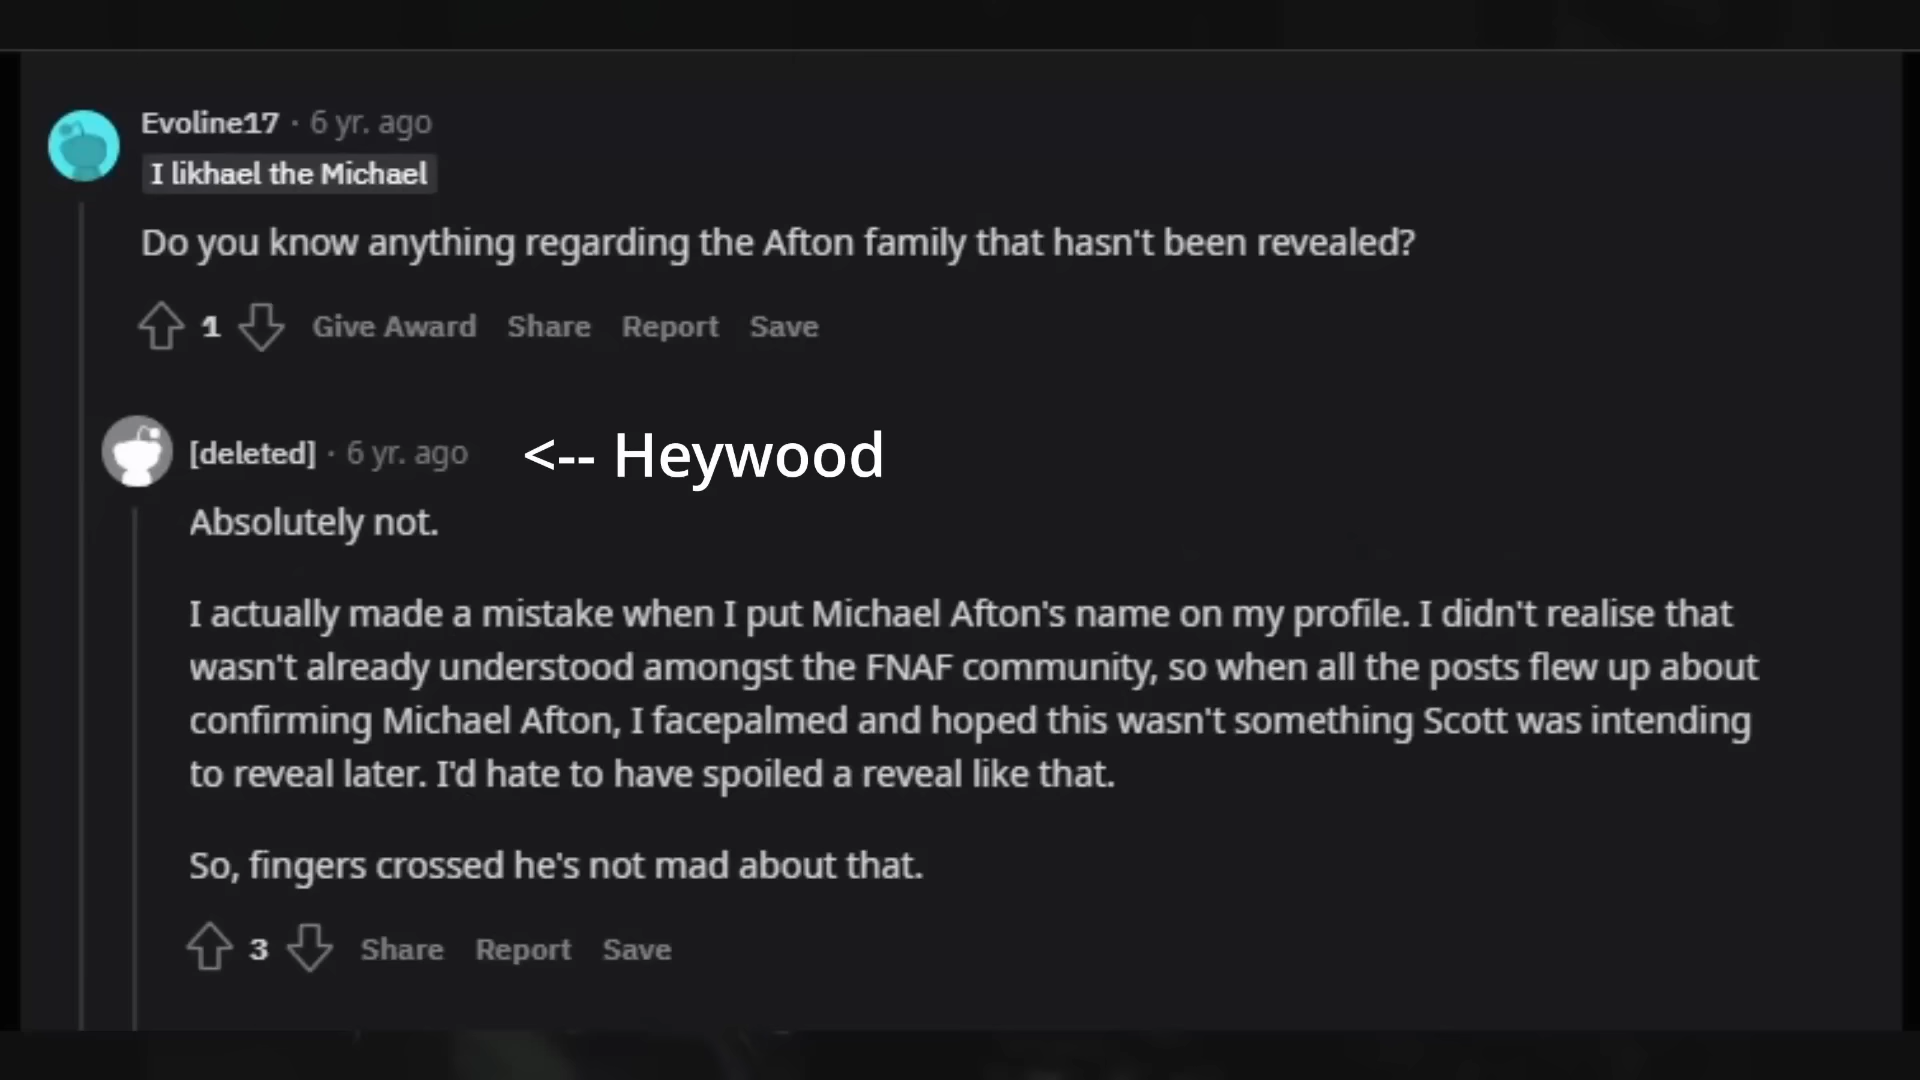 Evoline17 · 6 yr. ago
I likhael the Michael
Do you know anything regarding the Afton family that hasn't been revealed?
1 Give Award Share Report Save
[deleted] · 6 yr. ago <-- Heywood
Absolutely not.
I actually made a mistake when I put Michael Afton's name on my profile. I didn't realise that
wasn't already understood amongst the FNAF community, so when all the posts flew up about
confirming Michael Afton, I facepalmed and hoped this wasn't something Scott was intending
to reveal later. I'd hate to have spoiled a reveal like that.
So, fingers crossed he's not mad about that.
3 Share Report Save